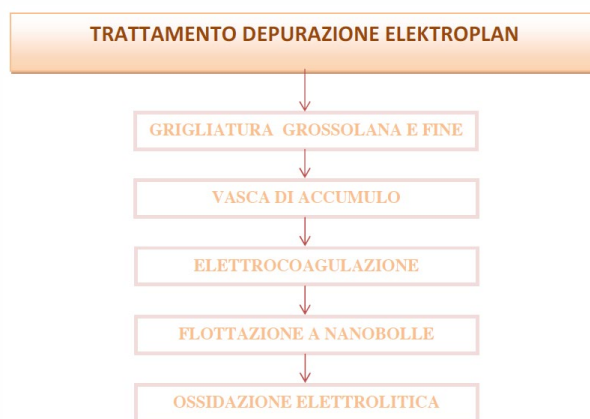 TRATTAMENTO DEPURAZIONE ELEKTROPLAN
GRIGLIATURA GROSSOLANA E FINE
VASCA DI ACCUMULO
ELETTROCOAGULAZIONE
FLOTTAZIONE A NANOBOLLE
OSSIDAZIONE ELETTROLITICA